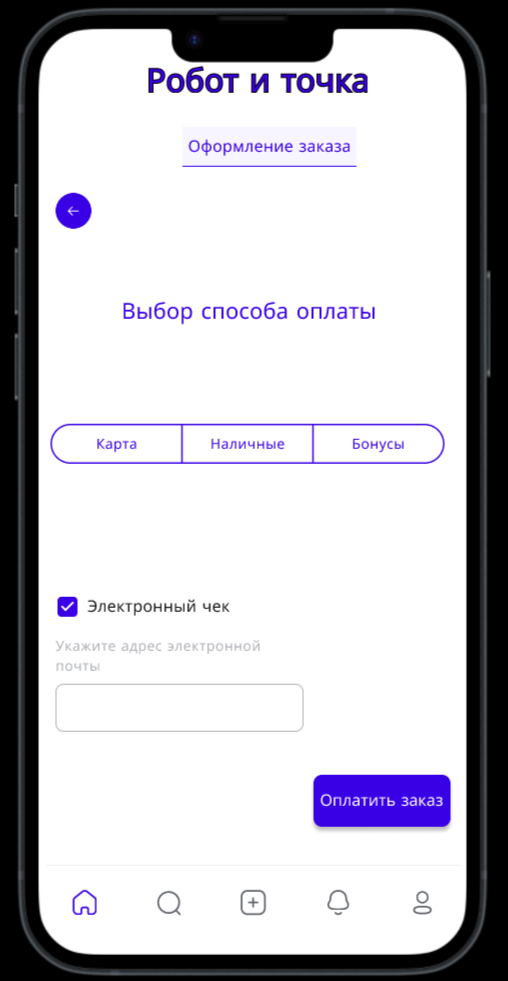 Робот и точка
Оформление заказа
Выбор способа оплаты
Карта
Наличные
Бонусы
Электронный чек
Укажите адрес электронной
почты
Оплатить заказ